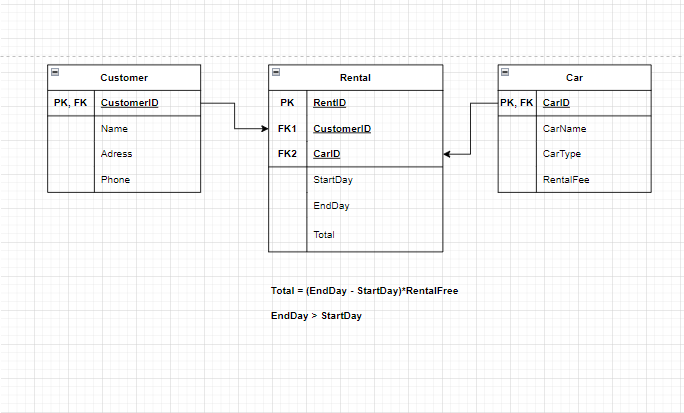 Customer
PK, FK CustomerID
Name
Adress
Phone
Rental
PK RentID
FK1 CustomerID
FK2 CarID
StartDay
EndDay
Total
Car
PK, FK CarID
CarName
CarType
RentalFee
Total = (EndDay - StartDay)*RentalFree
EndDay > StartDay